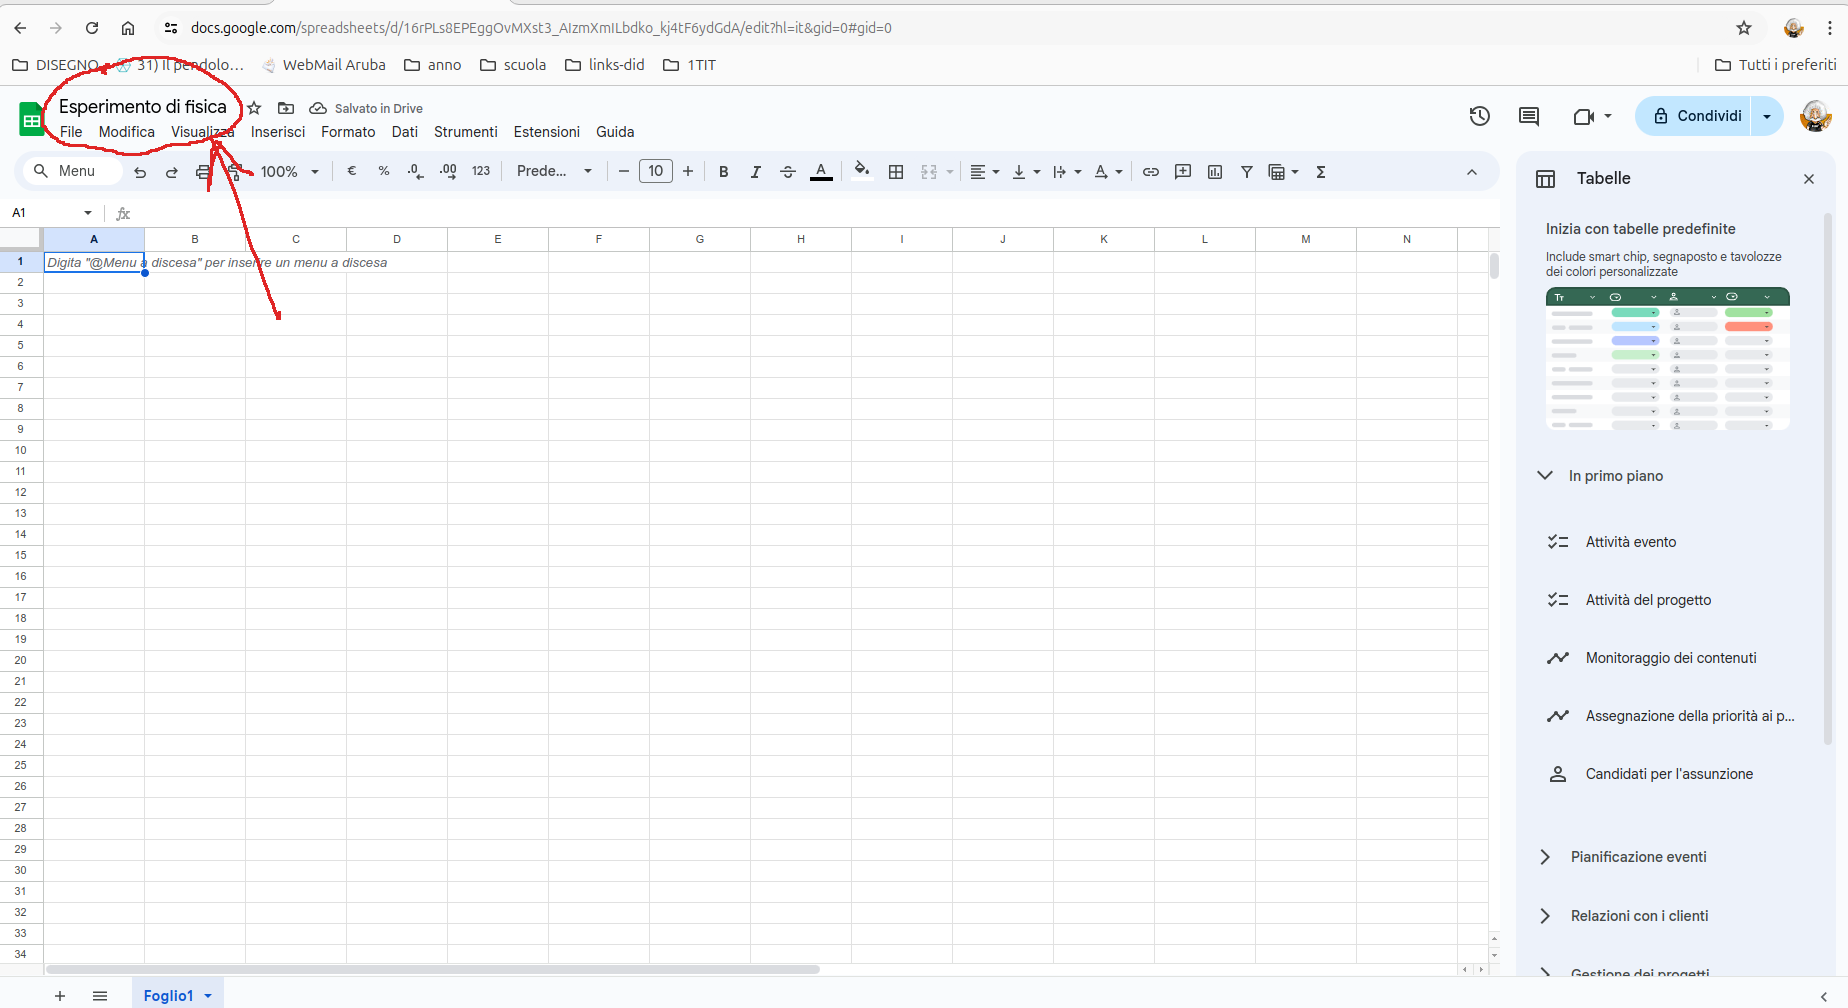 docs.google.com/spreadsheets/d/16rPLs8EPEggOvMXst3_AIzmXmILbdko_kj4tF6ydGdA/edit?hl=it&gid=0#gid=0
DISEGNO 31) Il pendolo... WebMail Aruba anno scuola links-did 1TIT Tutti i preferiti
Esperimento di fisica Salvato in Drive
File Modifica Visualizza Inserisci Formato Dati Strumenti Estensioni Guida
Condividi
Menu 100% € % .0 .00 123 Prede... 10 B I S A Σ
A1 fx
A B C D E F G H I J K L M N
1 Digita "@Menu a discesa" per inserire un menu a discesa
2
3
4
5
6
7
8
9
10
11
12
13
14
15
16
17
18
19
20
21
22
23
24
25
26
27
28
29
30
31
32
33
34
Foglio1
Tabelle
Inizia con tabelle predefinite
Include smart chip, segnaposto e tavolozze
dei colori personalizzate
Tт
In primo piano
Attività evento
Attività del progetto
Monitoraggio dei contenuti
Assegnazione della priorità ai p...
Candidati per l'assunzione
Pianificazione eventi
Relazioni con i clienti
Gestione dei progetti